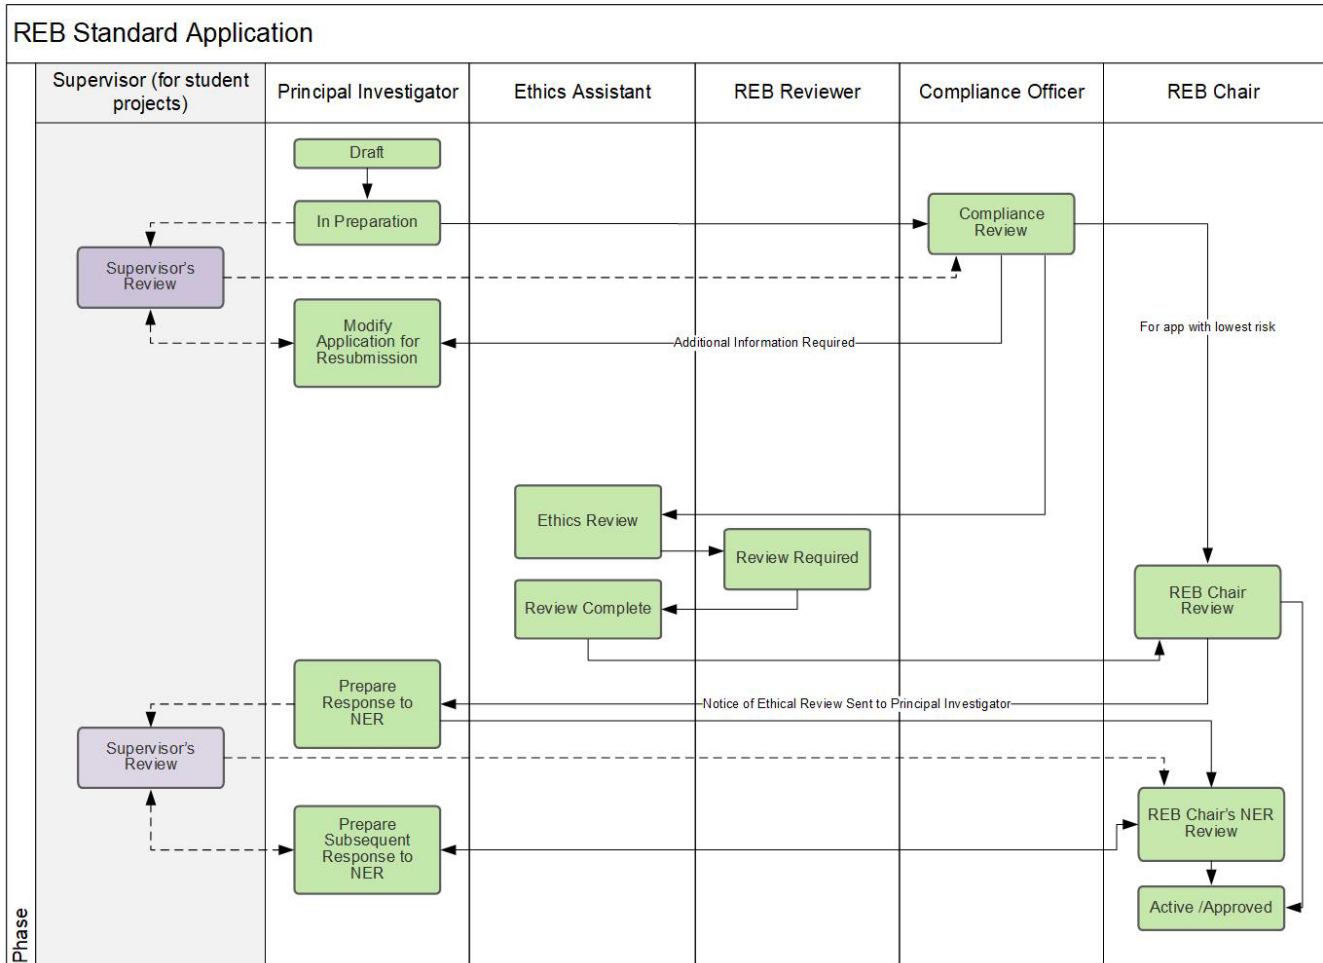 REB Standard Application
Supervisor (for student
projects)
Principal Investigator
Ethics Assistant
REB Reviewer
Compliance Officer
REB Chair
Draft
In Preparation
Compliance
Review
Supervisor's
Review
Modify
Application for
Resubmission
Additional Information Required
For app with lowest risk
Ethics Review
Review Required
Review Complete
REB Chair
Review
Prepare
Response to
NER
Notice of Ethical Review Sent to Principal Investigator
Supervisor's
Review
REB Chair's NER
Review
Prepare
Subsequent
Response to
NER
Active /Approved
Phase